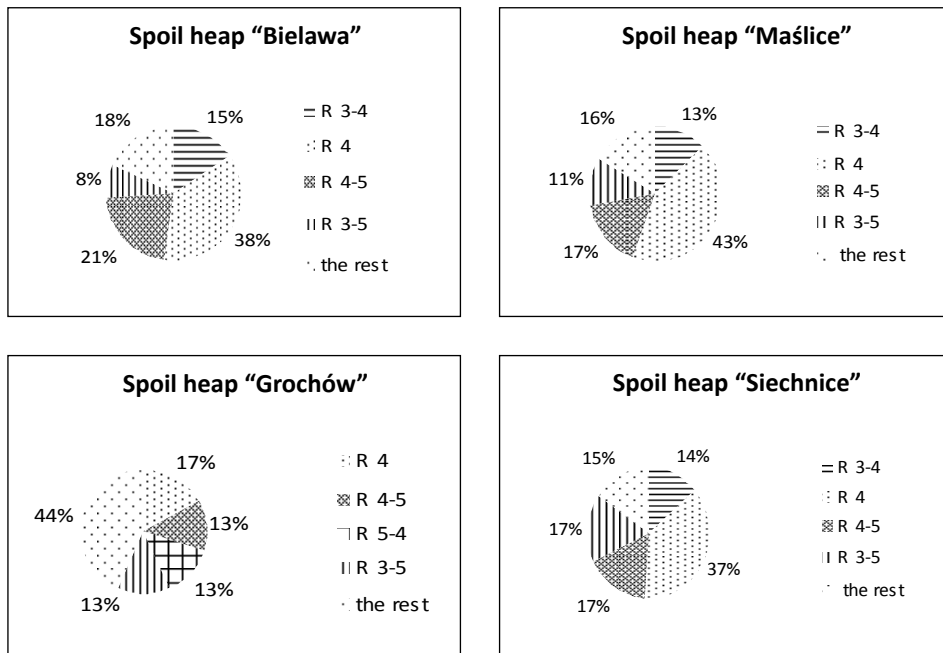 Spoil heap “Bielawa”
18%
15%
8%
21%
38%
R 3-4
R 4
R 4-5
R 3-5
the rest
Spoil heap “Maślice”
16%
13%
11%
17%
43%
R 3-4
R 4
R 4-5
R 3-5
the rest
Spoil heap “Grochów”
17%
44%
13%
13%
13%
R 4
R 4-5
R 5-4
R 3-5
the rest
Spoil heap “Siechnice”
15%
14%
17%
37%
17%
R 3-4
R 4
R 4-5
R 3-5
the rest